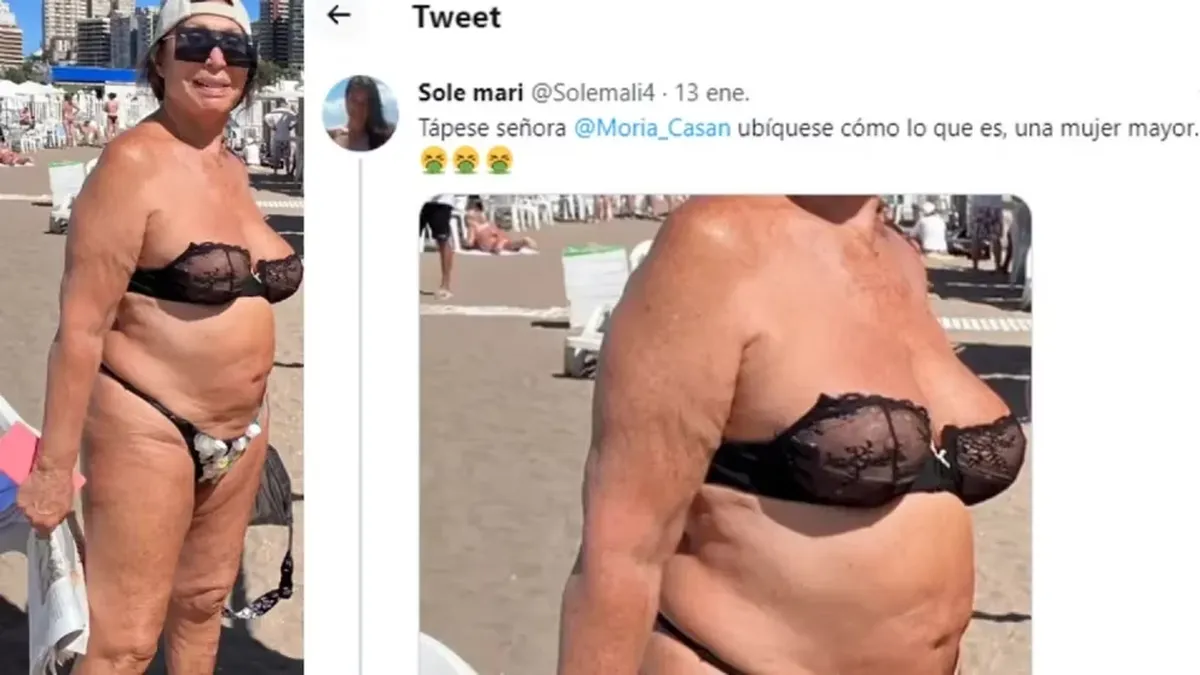 Tweet
Sole mari @Solemali4 · 13 ene.
Tápese señora @Moria_Casan ubíquese cómo lo que es, una mujer mayor.
🤮🤮🤮